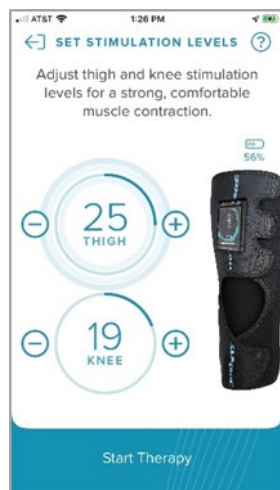 AT&T 1:26 PM
SET STIMULATION LEVELS ?
Adjust thigh and knee stimulation
levels for a strong, comfortable
muscle contraction.
56%
25
THIGH
19
KNEE
Start Therapy